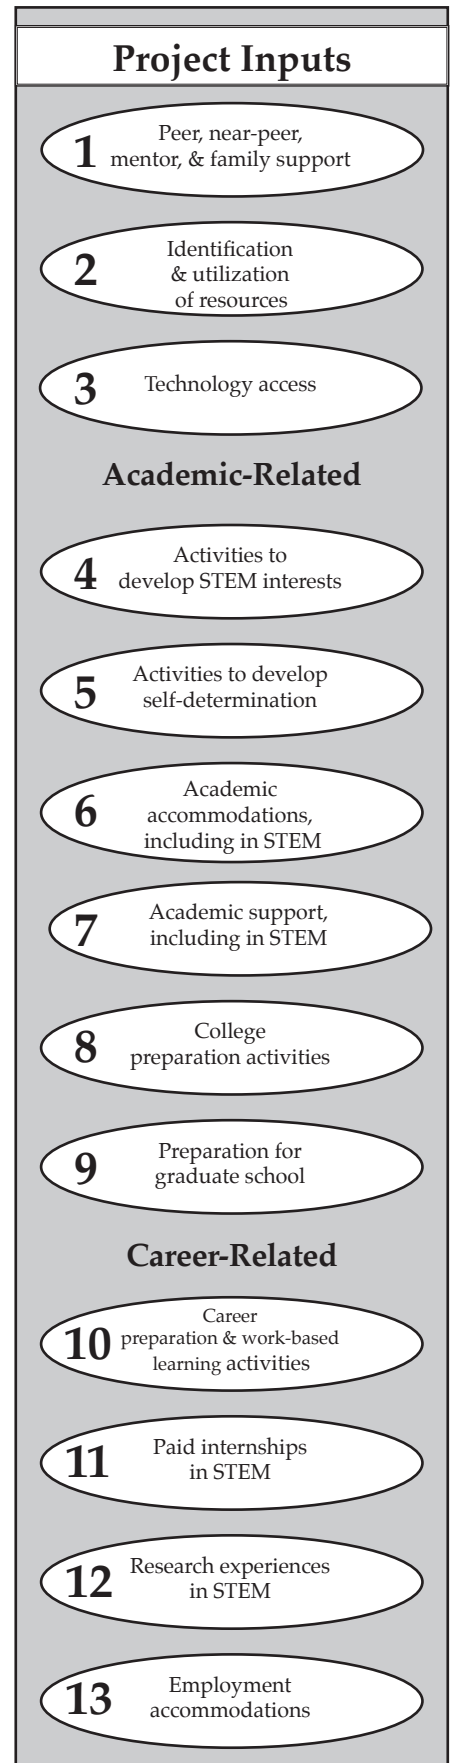 Project Inputs
1 Peer, near-peer,
mentor, & family support
2 Identification
& utilization
of resources
3 Technology access
Academic-Related
4 Activities to
develop STEM interests
5 Activities to develop
self-determination
6 Academic
accommodations,
including in STEM
7 Academic support,
including in STEM
8 College
preparation activities
9 Preparation for
graduate school
Career-Related
10 Career
preparation & work-based
learning activities
11 Paid internships
in STEM
12 Research experiences
in STEM
13 Employment
accommodations